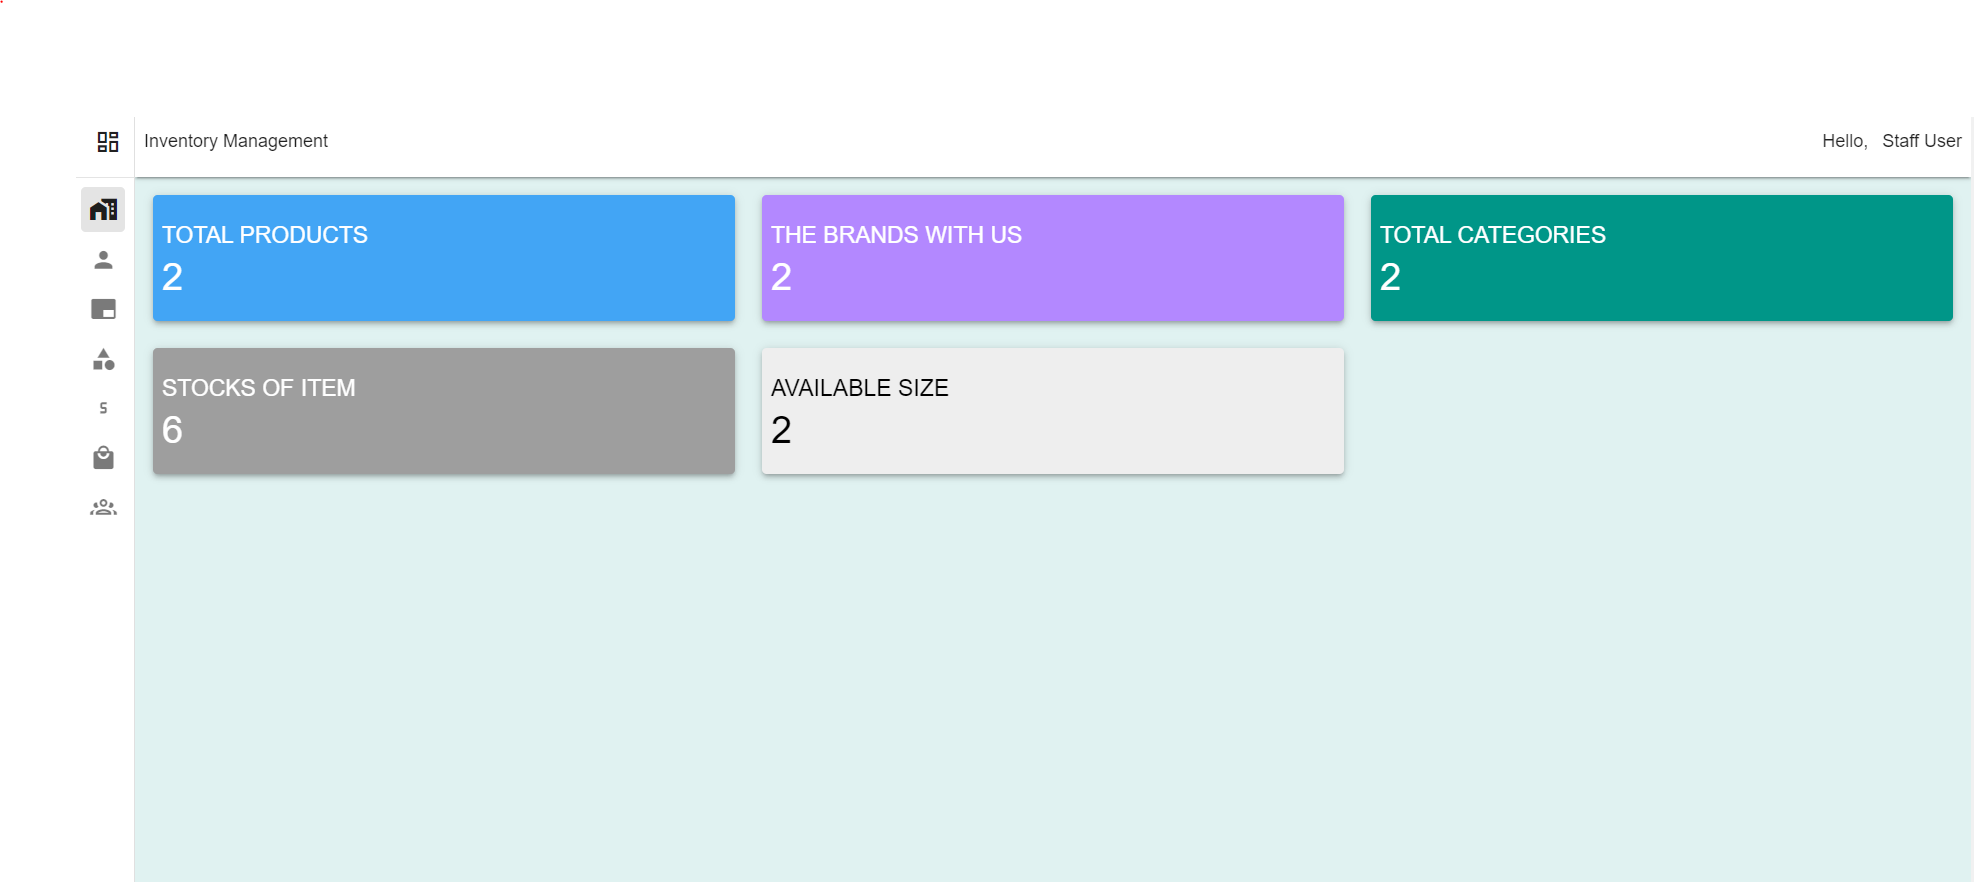 Inventory Management
Hello, Staff User
TOTAL PRODUCTS
2
THE BRANDS WITH US
2
TOTAL CATEGORIES
2
STOCKS OF ITEM
6
AVAILABLE SIZE
2
S